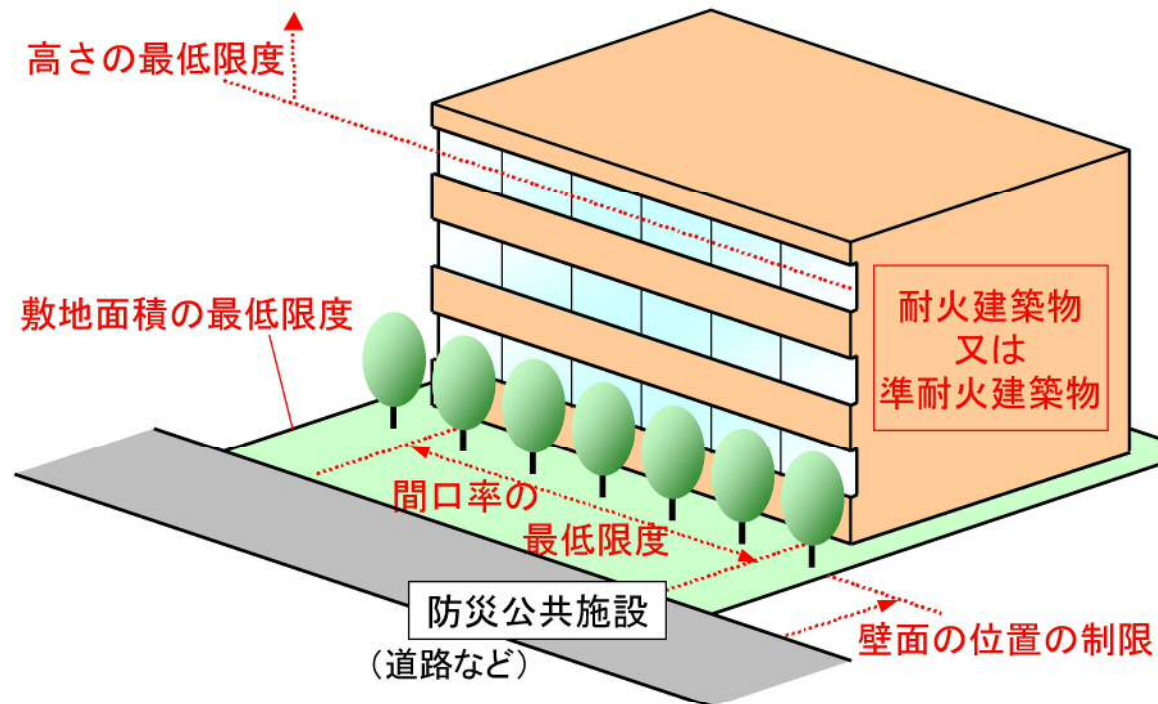 高さの最低限度
敷地面積の最低限度
耐火建築物
又は
準耐火建築物
間口率の
最低限度
防災公共施設
（道路など）
壁面の位置の制限